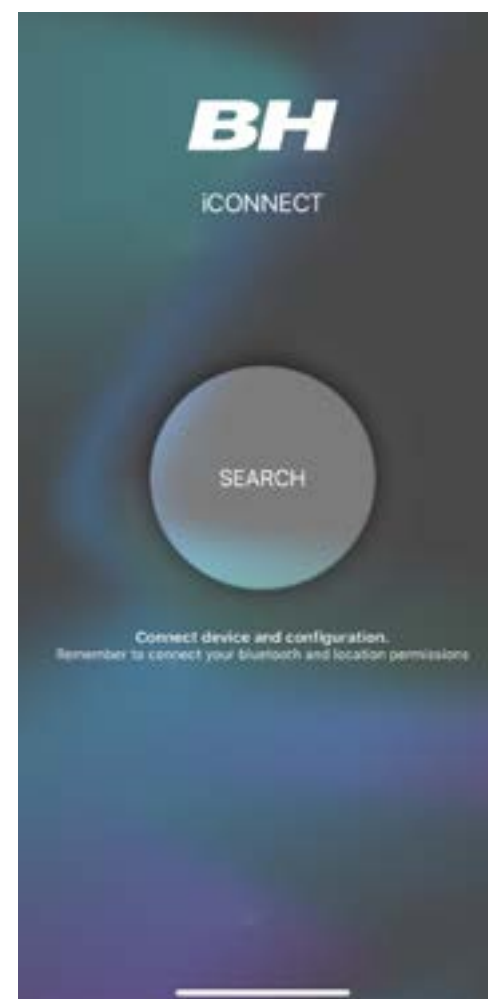 BH
iCONNECT
SEARCH
Connect device and configuration.
Remember to connect your bluetooth and location permissions